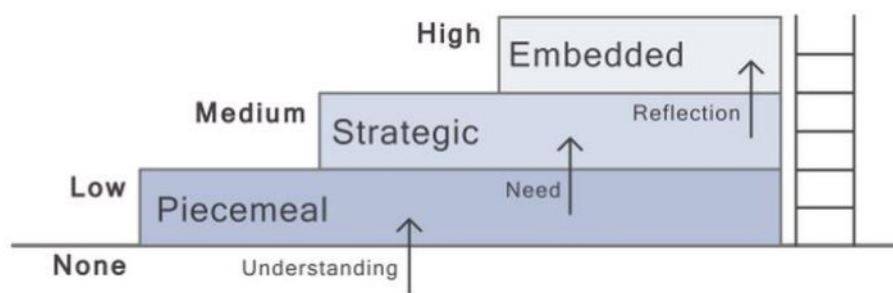 High
Embedded
Medium
Reflection
Strategic
Low
Need
Piecemeal
None
Understanding